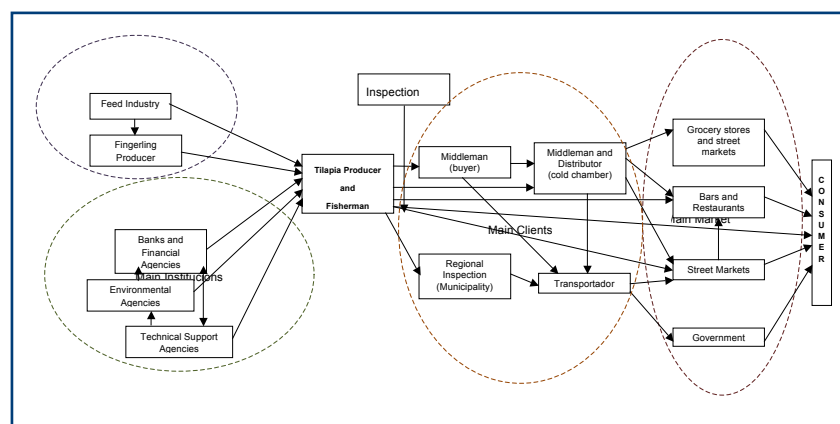 Inspection
Feed Industry
Fingerling
Producer
Tilapia Producer
and
Fisherman
Middleman
(buyer)
Middleman and
Distributor
(cold chamber)
Grocery stores
and street
markets
Bars and
Restaurants
Main Market
Main Clients
CONSUMER
Banks and
Financial
Agencies
Main Institucions
Environmental
Agencies
Technical Support
Agencies
Regional
Inspection
(Municipality)
Transportador
Street Markets
Government